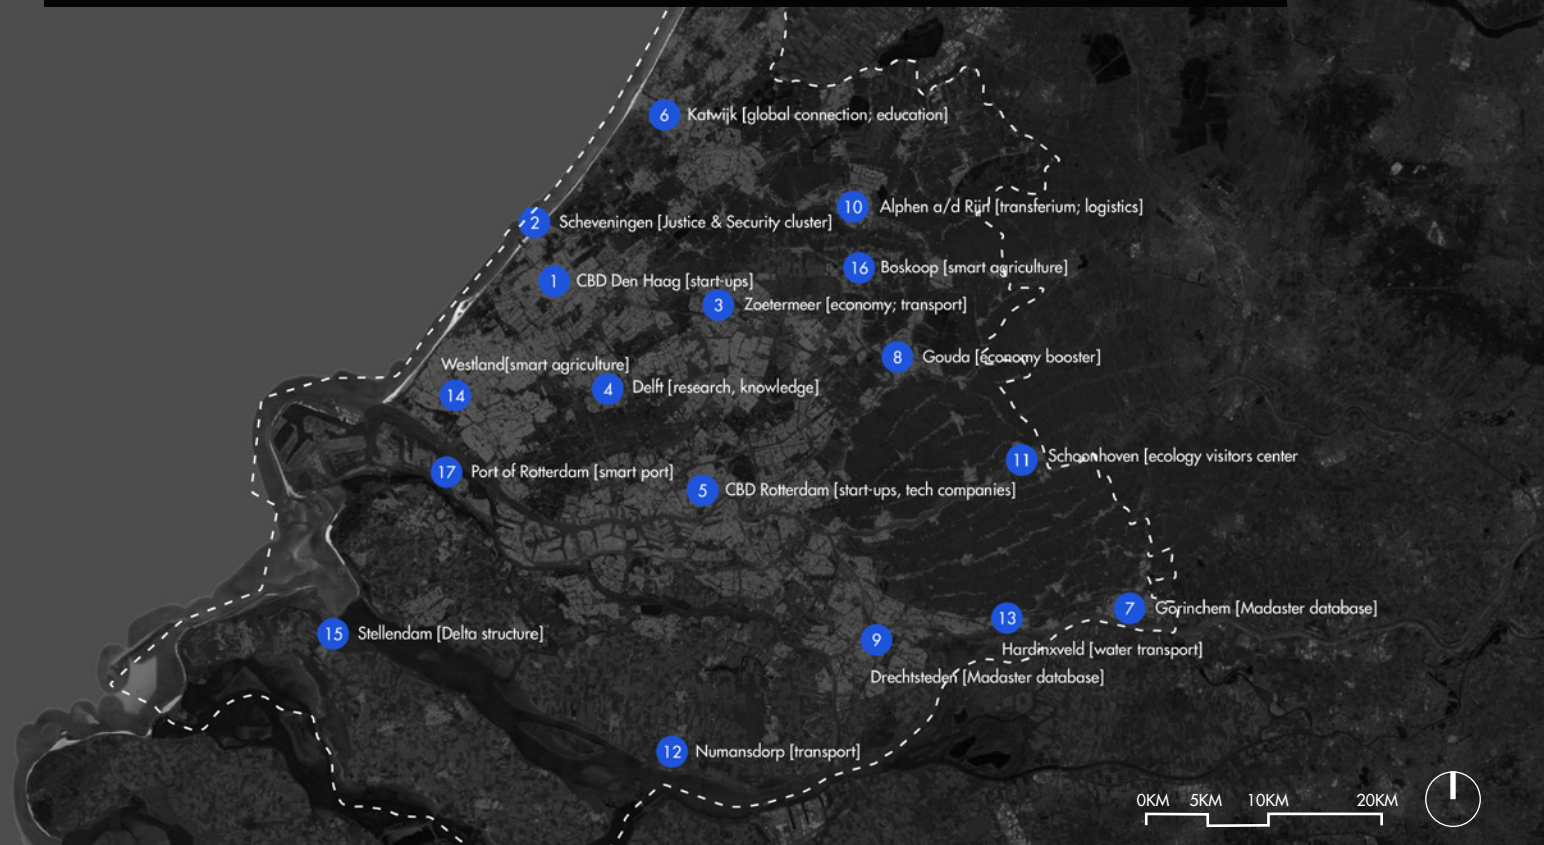 6 Katwijk [global connection; education]
10 Alphen a/d Rijn [transferium; logistics]
2 Scheveningen [Justice & Security cluster]
16 Boskoop [smart agriculture]
1 CBD Den Haag [start-ups]
3 Zoetermeer [economy; transport]
8 Gouda [economy booster]
Westland[smart agriculture]
14
4 Delft [research, knowledge]
11 Schoonhoven [ecology visitors center
17 Port of Rotterdam [smart port]
5 CBD Rotterdam [start-ups, tech companies]
7 Gorinchem [Madaster database]
13
Hardinxveld [water transport]
15 Stellendam [Delta structure]
9
Drechtsteden [Madaster database]
12 Numansdorp [transport]
0KM 5KM 10KM 20KM